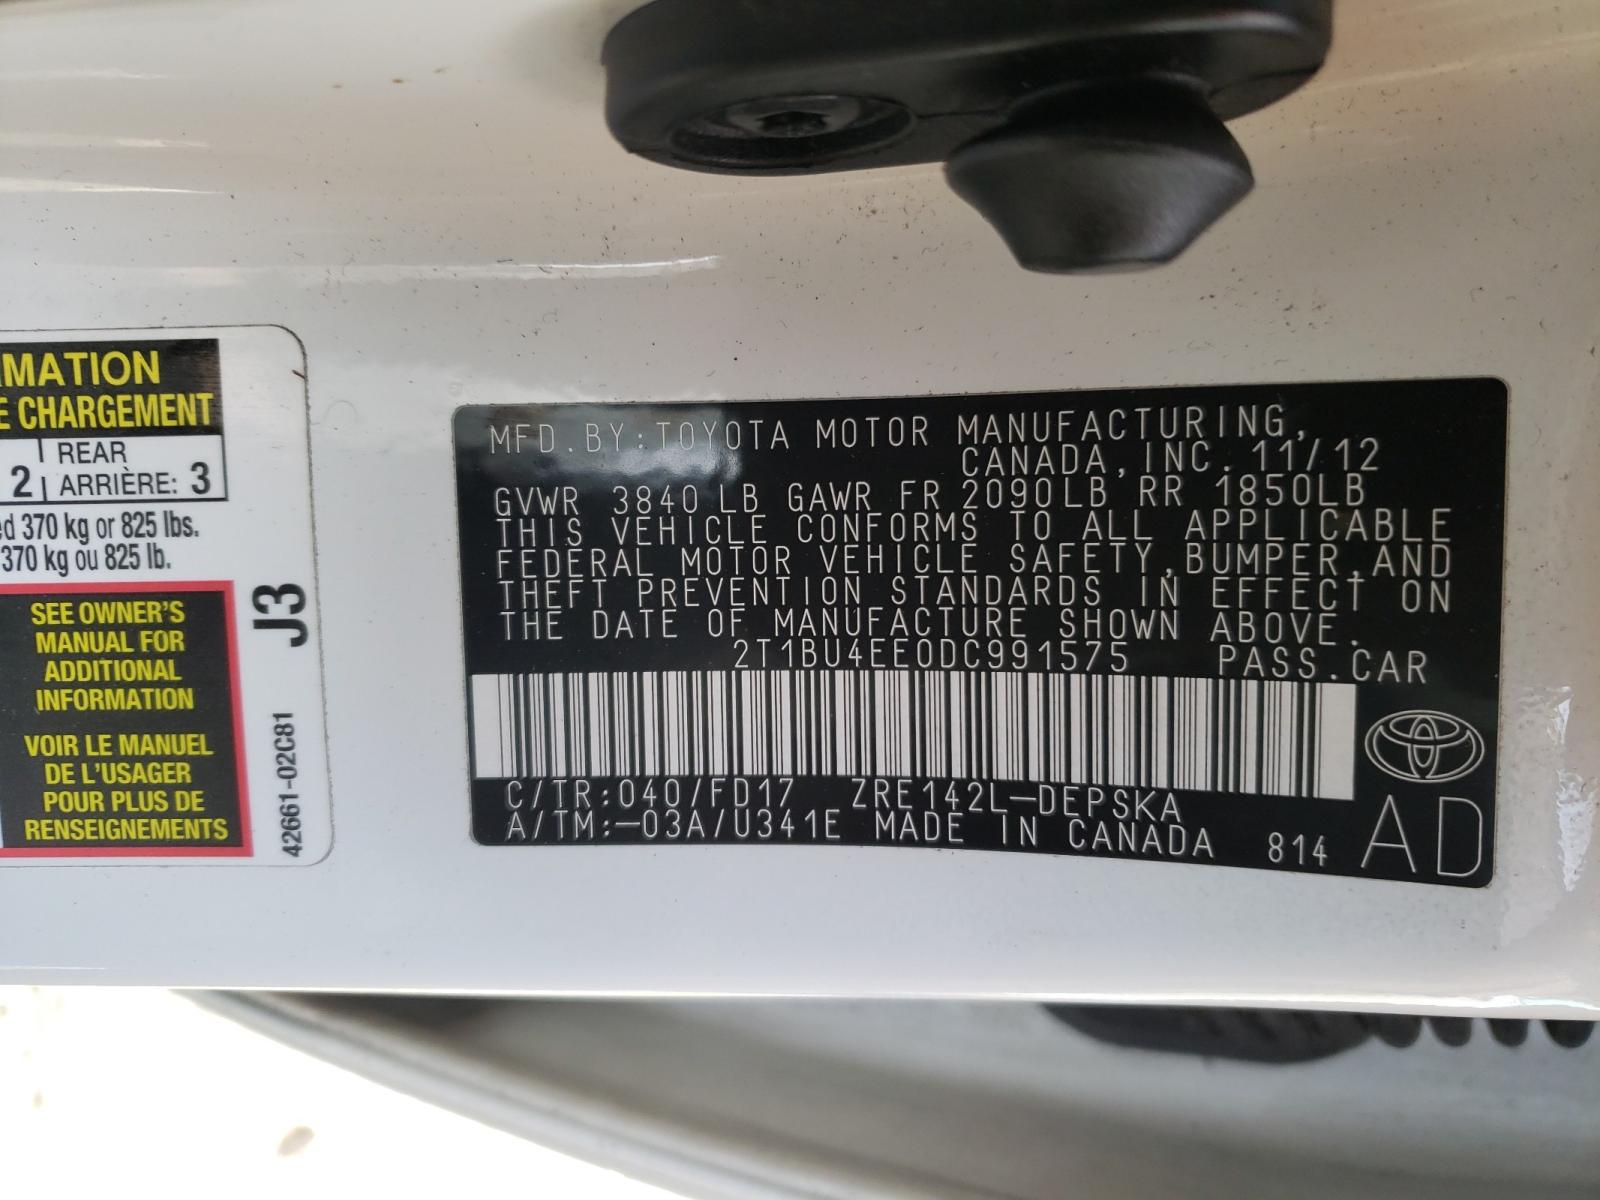 MATION
E CHARGEMENT
REAR
2 ARRIÈRE: 3
ed 370 kg or 825 lbs.
370 kg ou 825 lb.
SEE OWNER'S
MANUAL FOR
ADDITIONAL
INFORMATION
VOIR LE MANUEL
DE L'USAGER
POUR PLUS DE
RENSEIGNEMENTS
J3
42661-02C81
MFD.BY:TOYOTA MOTOR MANUFACTURING,
CANADA,INC. 11/12
GVWR 3840LB GAWR FR 2090LB RR 1850LB
THIS VEHICLE CONFORMS TO ALL APPLICABLE
FEDERAL MOTOR VEHICLE SAFETY,BUMPER,AND
THEFT PREVENTION STANDARDS IN EFFECT ON
THE DATE OF MANUFACTURE SHOWN ABOVE.
2T1BU4EE0DC991575 PASS.CAR
C/TR:040/FD17 ZRE142L-DEPSKA
A/TM:-03A/U341E MADE IN CANADA 814 AD